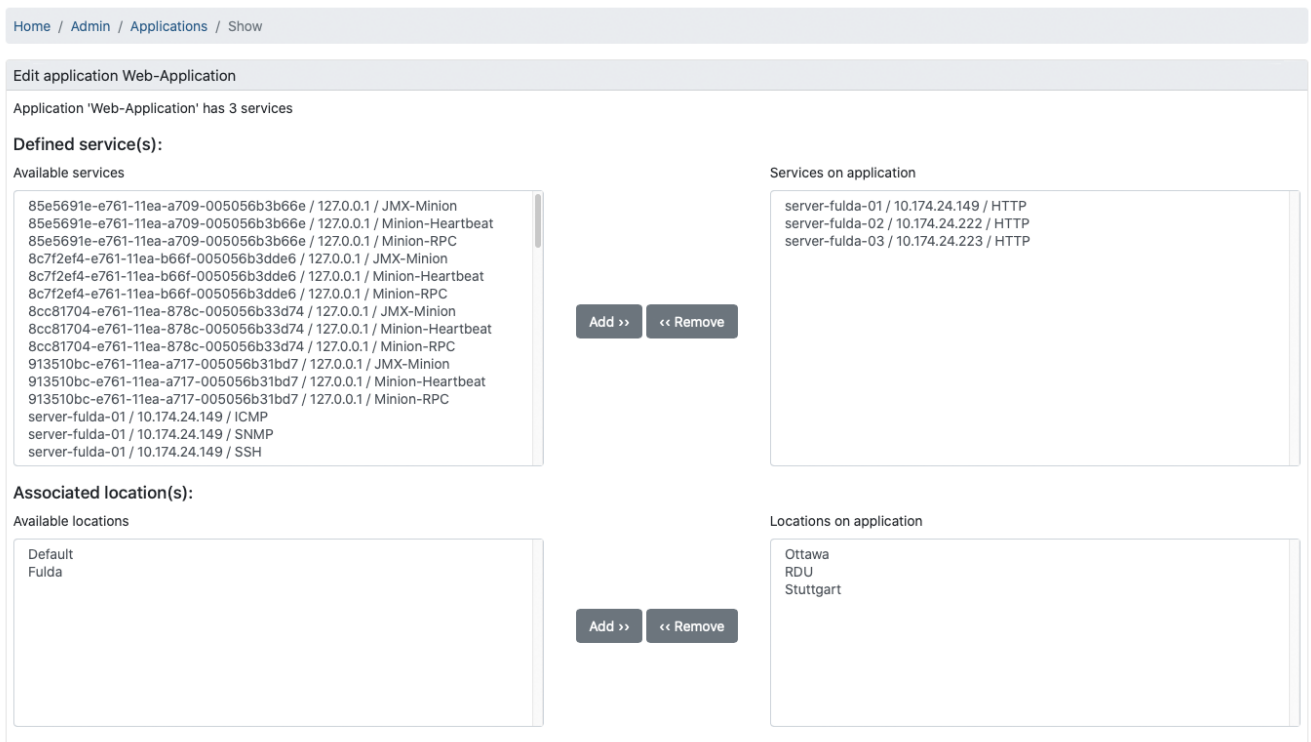 Home / Admin / Applications / Show
Edit application Web-Application
Application 'Web-Application' has 3 services
Defined service(s):
Available services
85e5691e-e761-11ea-a709-005056b3b66e / 127.0.0.1 / JMX-Minion
85e5691e-e761-11ea-a709-005056b3b66e / 127.0.0.1 / Minion-Heartbeat
85e5691e-e761-11ea-a709-005056b3b66e / 127.0.0.1 / Minion-RPC
8c7f2ef4-e761-11ea-b66f-005056b3dde6 / 127.0.0.1 / JMX-Minion
8c7f2ef4-e761-11ea-b66f-005056b3dde6 / 127.0.0.1 / Minion-Heartbeat
8c7f2ef4-e761-11ea-b66f-005056b3dde6 / 127.0.0.1 / Minion-RPC
8cc81704-e761-11ea-878c-005056b33d74 / 127.0.0.1 / JMX-Minion
8cc81704-e761-11ea-878c-005056b33d74 / 127.0.0.1 / Minion-Heartbeat
8cc81704-e761-11ea-878c-005056b33d74 / 127.0.0.1 / Minion-RPC
913510bc-e761-11ea-a717-005056b31bd7 / 127.0.0.1 / JMX-Minion
913510bc-e761-11ea-a717-005056b31bd7 / 127.0.0.1 / Minion-Heartbeat
913510bc-e761-11ea-a717-005056b31bd7 / 127.0.0.1 / Minion-RPC
server-fulda-01 / 10.174.24.149 / ICMP
server-fulda-01 / 10.174.24.149 / SNMP
server-fulda-01 / 10.174.24.149 / SSH
Add ››
‹‹ Remove
Services on application
server-fulda-01 / 10.174.24.149 / HTTP
server-fulda-02 / 10.174.24.222 / HTTP
server-fulda-03 / 10.174.24.223 / HTTP
Associated location(s):
Available locations
Default
Fulda
Add ››
‹‹ Remove
Locations on application
Ottawa
RDU
Stuttgart